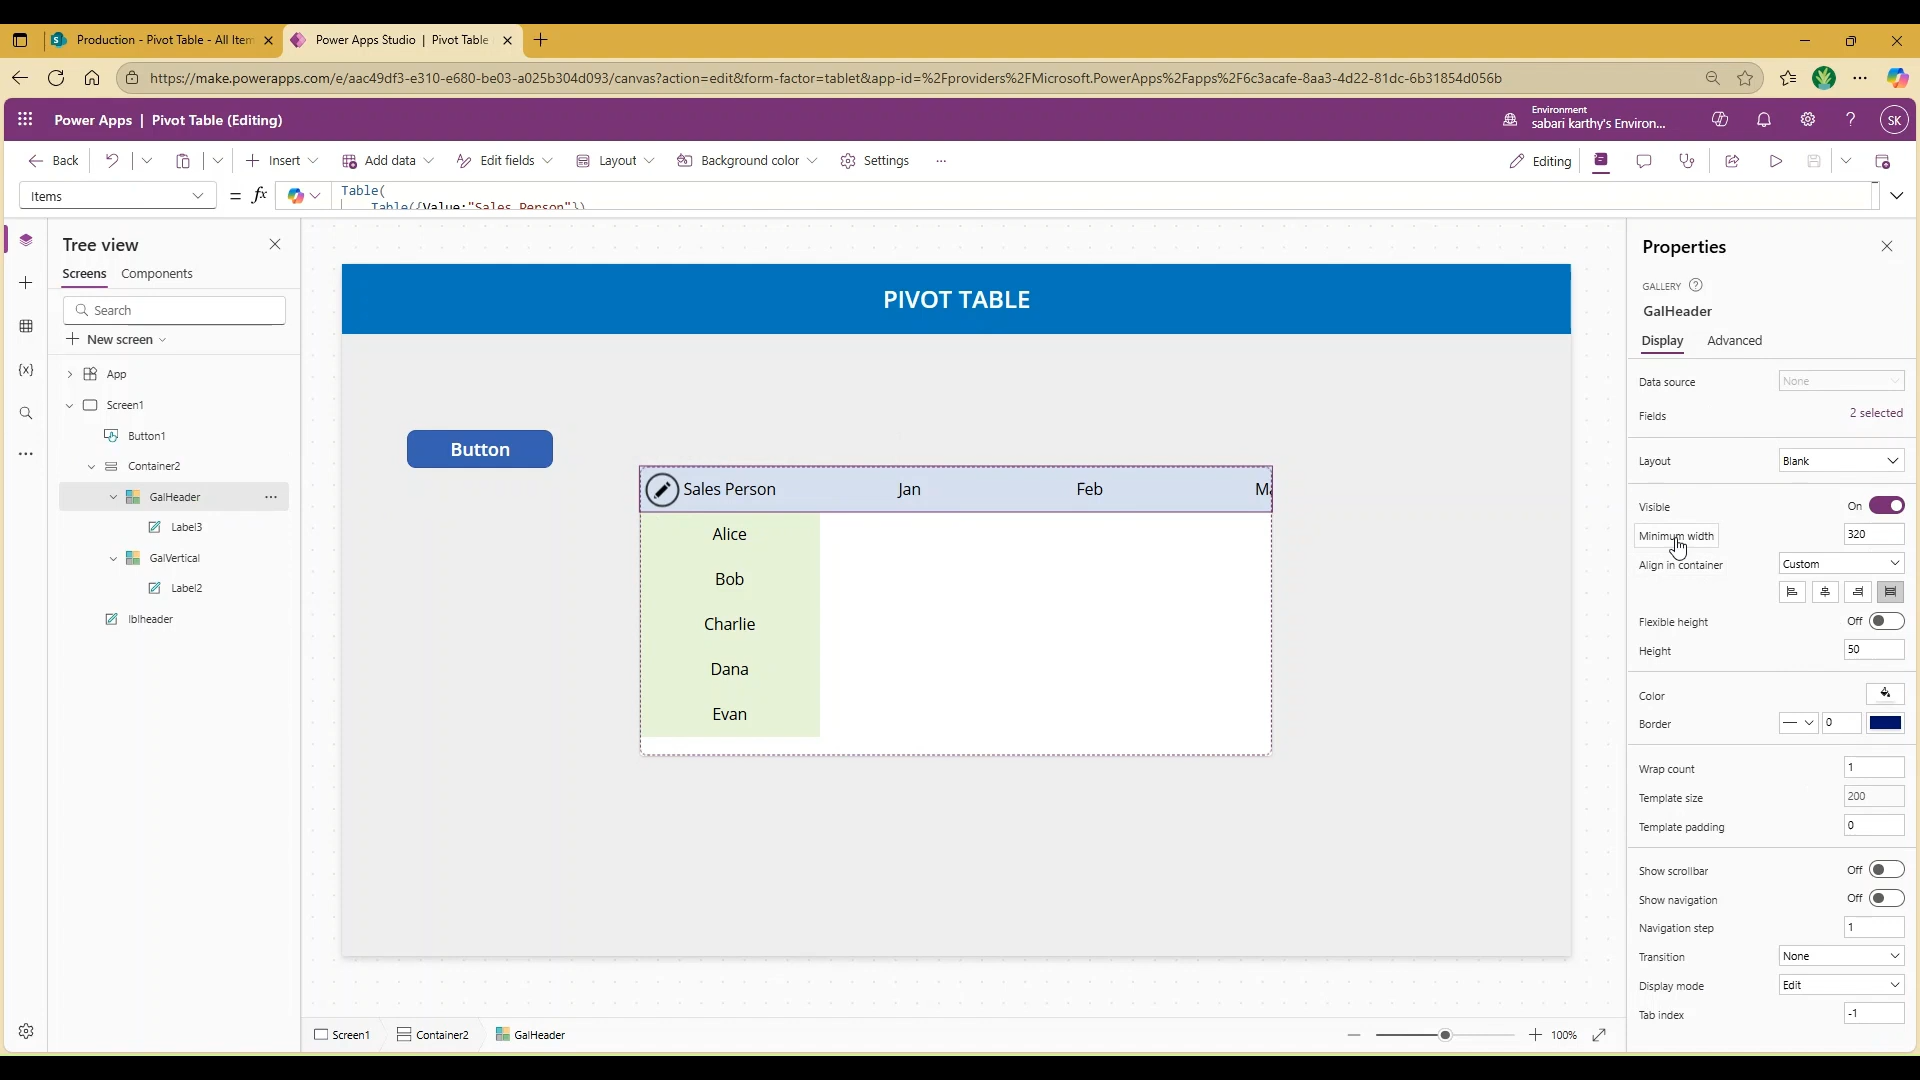 Production - Pivot Table - All Item
Power Apps Studio | Pivot Table
https://make.powerapps.com/e/aac49df3-e310-e680-be03-a025b304d093/canvas?action=edit&form-factor=tablet&app-id=%2Fproviders%2FMicrosoft.PowerApps%2Fapps%2F6c3acafe-8aa3-4d22-81dc-6b31854d056b
Power Apps | Pivot Table (Editing)
Environment
sabari karthy's Environ...
SK
Back
Insert
Add data
Edit fields
Layout
Background color
Settings
...
Editing
Items
= fx
Table(
Table({Value:"Sales Person"})
Tree view
Screens
Components
Search
New screen
App
Screen1
Button1
Container2
GalHeader
...
Label3
GalVertical
Label2
lblheader
PIVOT TABLE
Button
Sales Person
Jan
Feb
Ma
Alice
Bob
Charlie
Dana
Evan
Properties
GALLERY
GalHeader
Display
Advanced
Data source
None
Fields
2 selected
Layout
Blank
Visible
On
Minimum width
320
Align in container
Custom
Flexible height
Off
Height
50
Color
Border
0
Wrap count
1
Template size
200
Template padding
0
Show scrollbar
Off
Show navigation
Off
Navigation step
1
Transition
None
Display mode
Edit
Tab index
-1
Screen1
Container2
GalHeader
100%